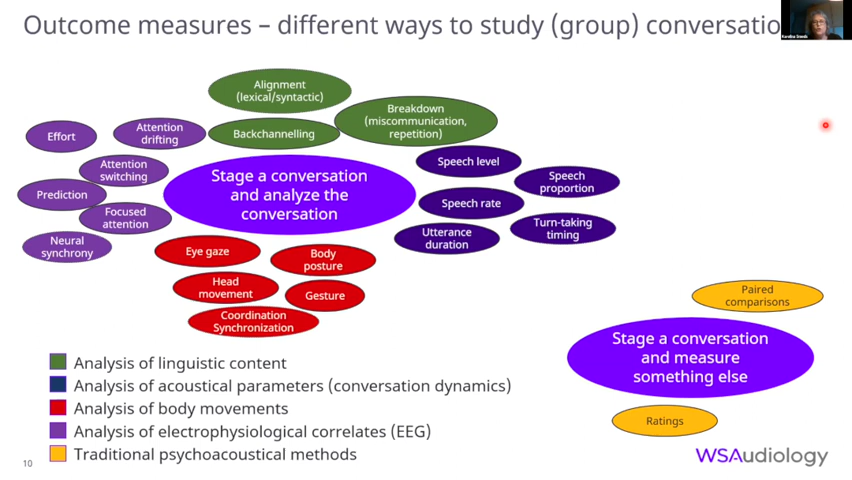 Outcome measures – different ways to study (group) conversatio
Alignment
(lexical/syntactic)
Breakdown
(miscommunication,
repetition)
Backchannelling
Effort
Attention
drifting
Attention
switching
Prediction
Focused
attention
Neural
synchrony
Stage a conversation
and analyze the
conversation
Speech level
Speech
proportion
Speech rate
Utterance
duration
Turn-taking
timing
Eye gaze
Body
posture
Head
movement
Gesture
Coordination
Synchronization
Paired
comparisons
Stage a conversation
and measure
something else
Ratings
Analysis of linguistic content
Analysis of acoustical parameters (conversation dynamics)
Analysis of body movements
Analysis of electrophysiological correlates (EEG)
Traditional psychoacoustical methods
10
WSAudiology